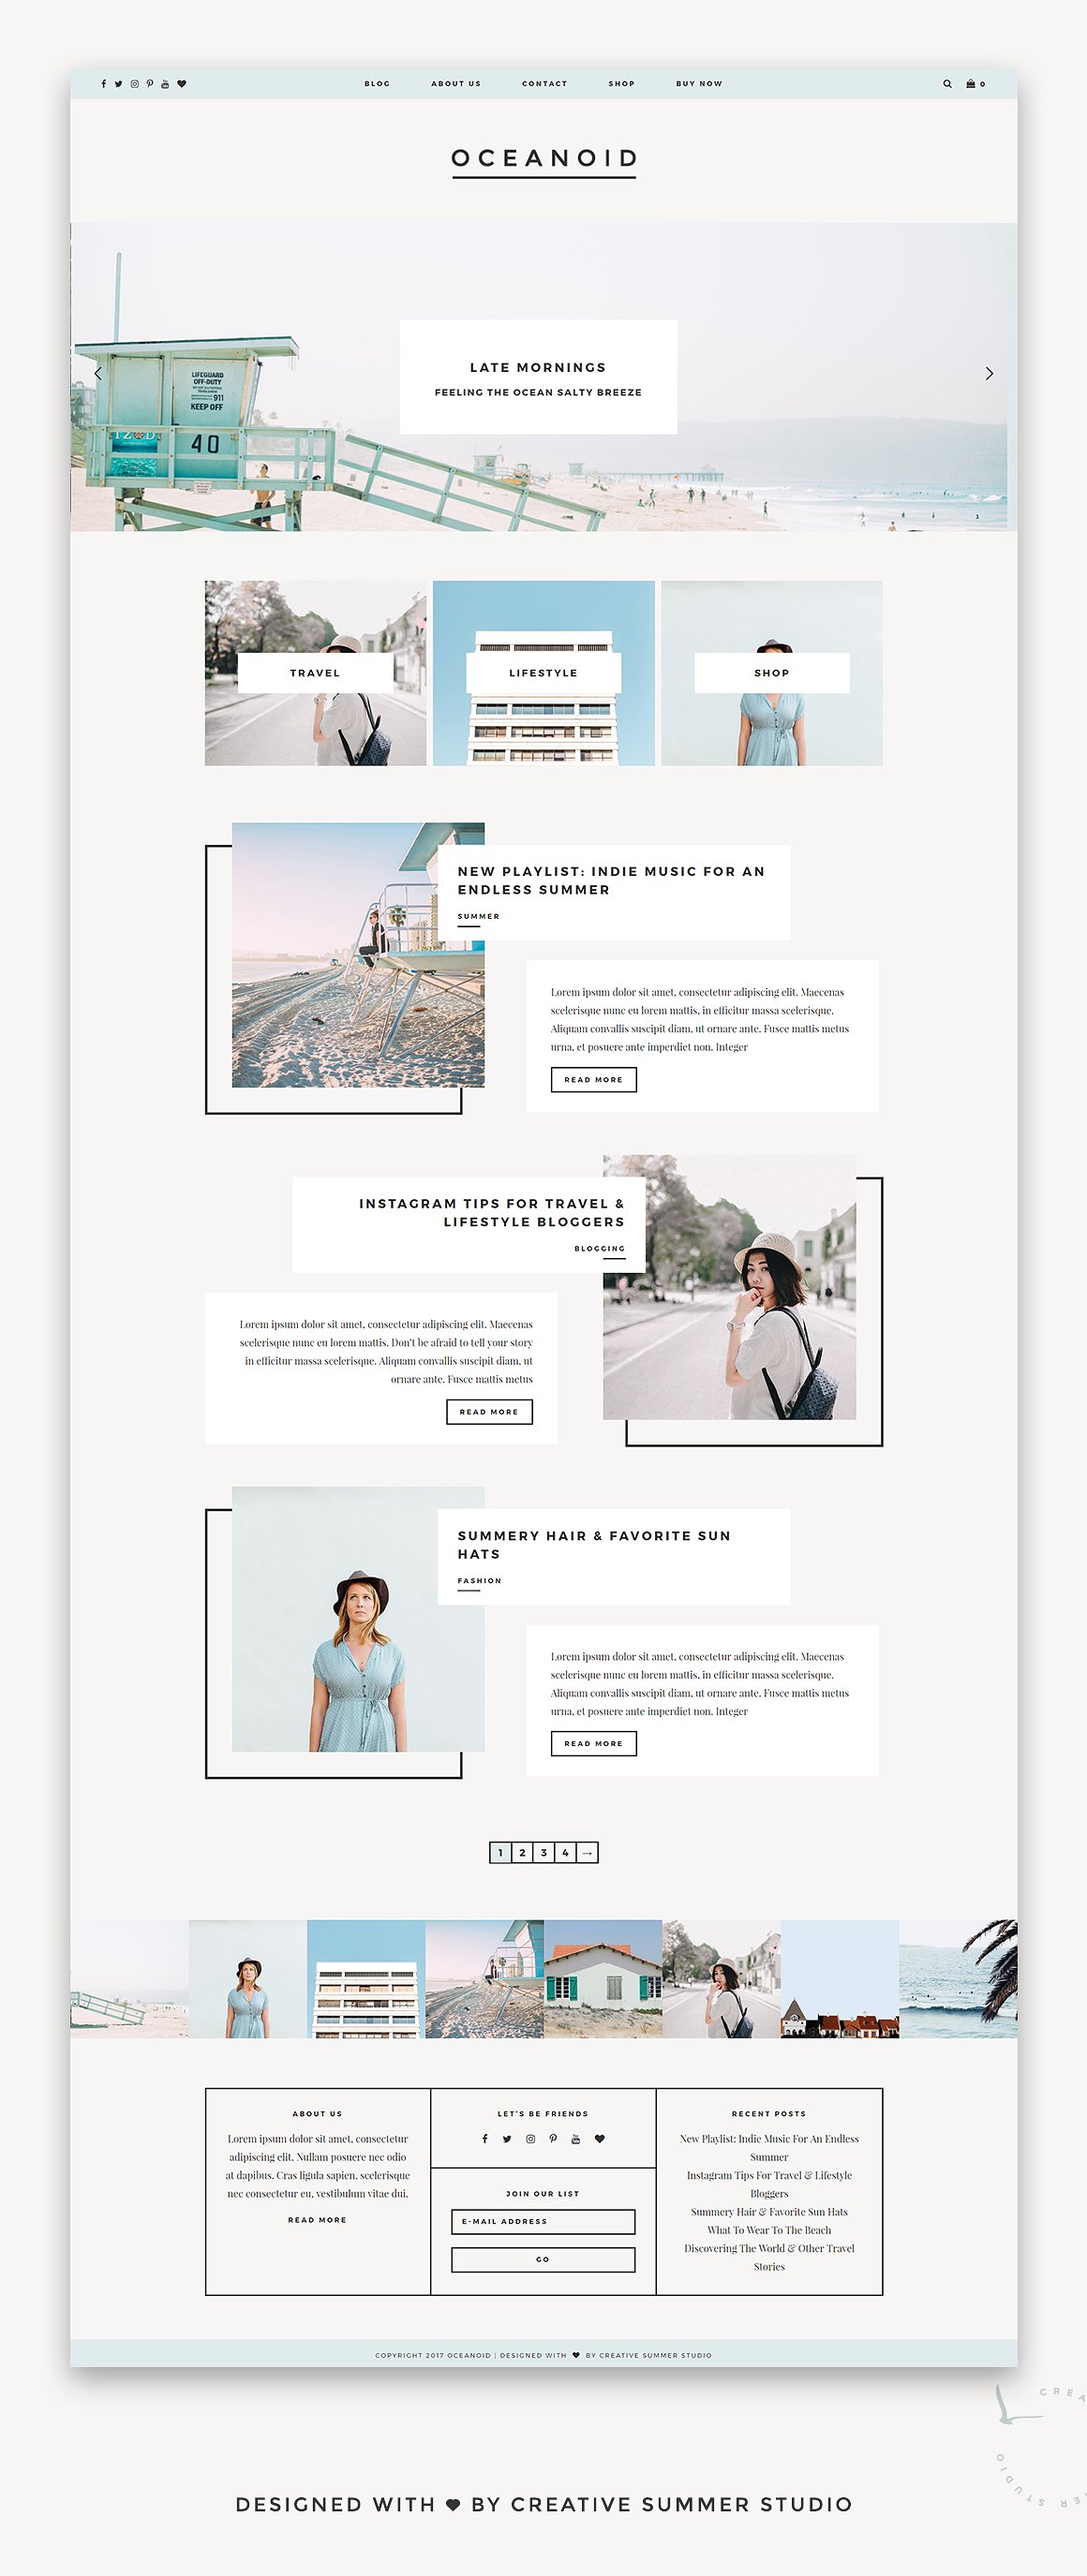 BLOG ABOUT US CONTACT SHOP BUY NOW 0
OCEANOID
LIFEGUARD
OFF-DUTY
911
KEEP OFF
40
LATE MORNINGS
FEELING THE OCEAN SALTY BREEZE
TRAVEL LIFESTYLE SHOP
NEW PLAYLIST: INDIE MUSIC FOR AN
ENDLESS SUMMER
SUMMER
Lorem ipsum dolor sit amet, consectetur adipiscing elit. Maecenas
scelerisque nunc eu lorem mattis, in efficitur massa scelerisque.
Aliquam convallis suscipit diam, ut ornare ante. Fusce mattis metus
urna, et posuere ante imperdiet non. Integer
READ MORE
INSTAGRAM TIPS FOR TRAVEL &
LIFESTYLE BLOGGERS
BLOGGING
Lorem ipsum dolor sit amet, consectetur adipiscing elit. Maecenas
scelerisque nunc eu lorem mattis. Don't be afraid to tell your story
in efficitur massa scelerisque. Aliquam convallis suscipit diam, ut
ornare ante. Fusce mattis metus
READ MORE
SUMMERY HAIR & FAVORITE SUN
HATS
FASHION
Lorem ipsum dolor sit amet, consectetur adipiscing elit. Maecenas
scelerisque nunc eu lorem mattis, in efficitur massa scelerisque.
Aliquam convallis suscipit diam, ut ornare ante. Fusce mattis metus
urna, et posuere ante imperdiet non. Integer
READ MORE
1 2 3 4 →
ABOUT US
Lorem ipsum dolor sit amet, consectetur
adipiscing elit. Nullam posuere nec odio
at dapibus. Cras ligula sapien, scelerisque
nec consectetur eu, vestibulum vitae dui.
READ MORE
LET'S BE FRIENDS
JOIN OUR LIST
E-MAIL ADDRESS
GO
RECENT POSTS
New Playlist: Indie Music For An Endless
Summer
Instagram Tips For Travel & Lifestyle
Bloggers
Summery Hair & Favorite Sun Hats
What To Wear To The Beach
Discovering The World & Other Travel
Stories
COPYRIGHT 2017 OCEANOID | DESIGNED WITH ♥ BY CREATIVE SUMMER STUDIO
CREA
ER STUDIO
DESIGNED WITH ♥ BY CREATIVE SUMMER STUDIO